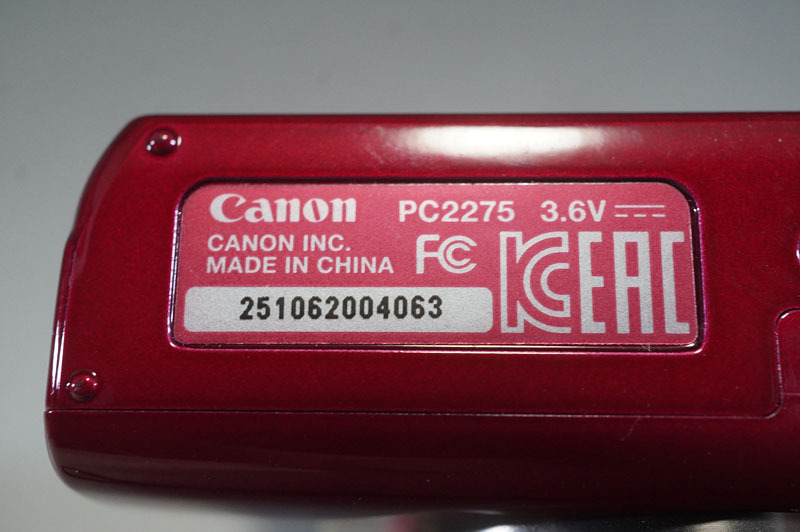 Canon PC2275 3.6V
CANON INC.
MADE IN CHINA FC KC EAC
251062004063